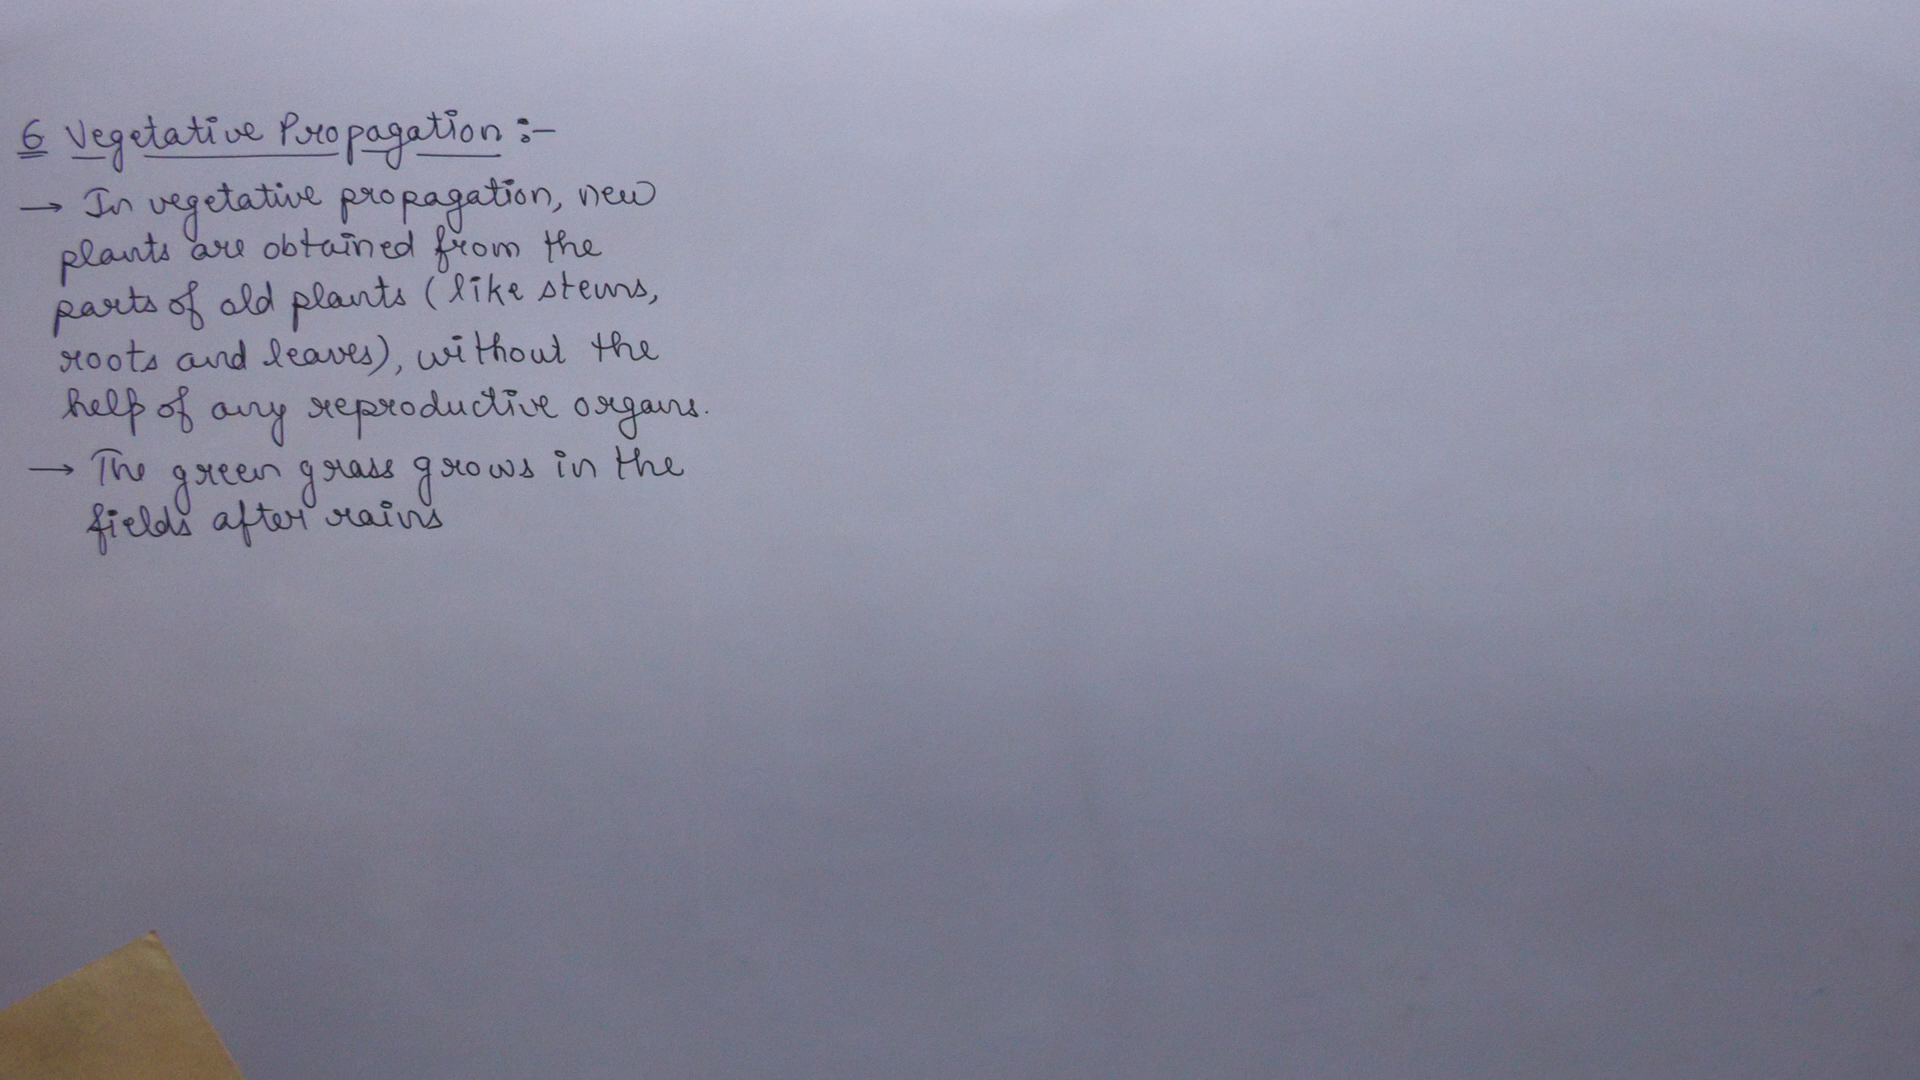 6 Vegetative Propagation :-
→ In vegetative propagation, new
plants are obtained from the
parts of old plants (like stems,
roots and leaves), without the
help of any reproductive organs.
→ The green grass grows in the
fields after rains